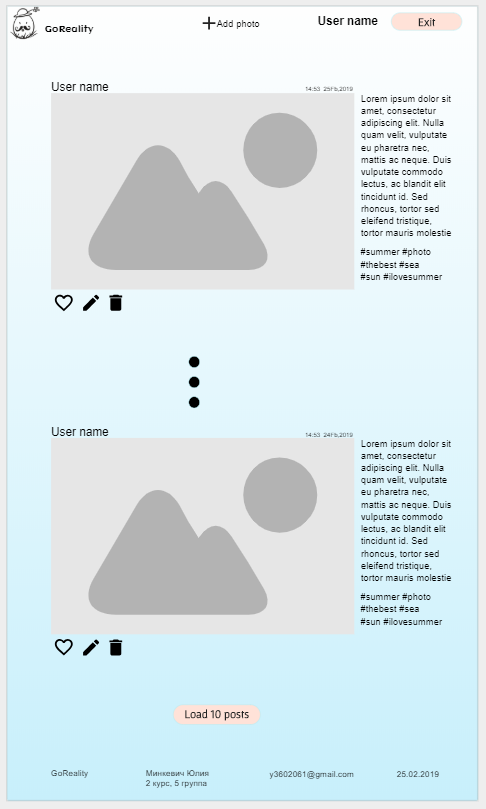 GoReality
Add photo
User name
Exit
User name
14:53 25Fb,2019
Lorem ipsum dolor sit
amet, consectetur
adipiscing elit. Nulla
quam velit, vulputate
eu pharetra nec,
mattis ac neque. Duis
vulputate commodo
lectus, ac blandit elit
tincidunt id. Sed
rhoncus, tortor sed
eleifend tristique,
tortor mauris molestie
#summer #photo
#thebest #sea
#sun #ilovesummer
User name
14:53 24Fb,2019
Lorem ipsum dolor sit
amet, consectetur
adipiscing elit. Nulla
quam velit, vulputate
eu pharetra nec,
mattis ac neque. Duis
vulputate commodo
lectus, ac blandit elit
tincidunt id. Sed
rhoncus, tortor sed
eleifend tristique,
tortor mauris molestie
#summer #photo
#thebest #sea
#sun #ilovesummer
Load 10 posts
GoReality
Минкевич Юлия
2 курс, 5 группа
y3602061@gmail.com
25.02.2019